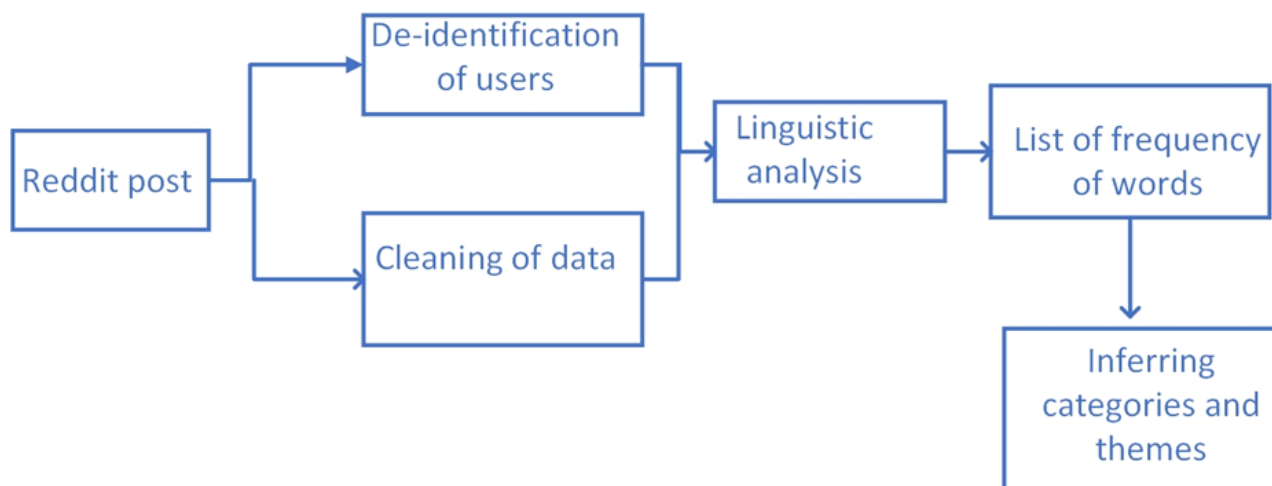 Reddit post
De-identification
of users
Cleaning of data
Linguistic
analysis
List of frequency
of words
Inferring
categories and
themes